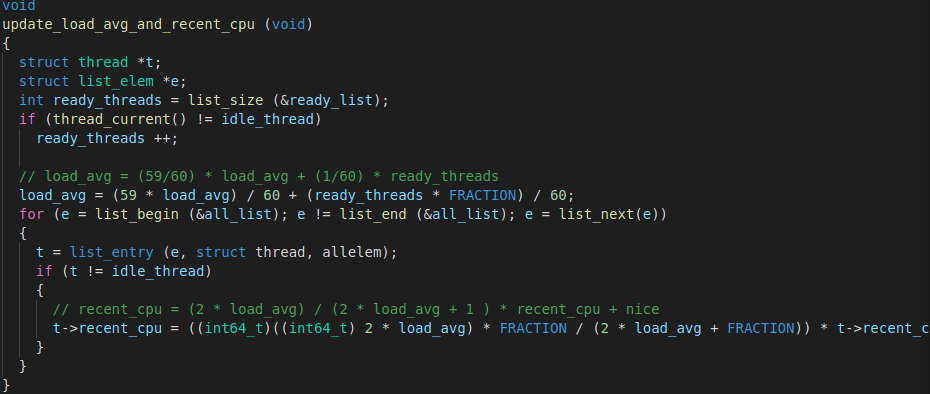 void
update_load_avg_and_recent_cpu (void)
{
  struct thread *t;
  struct list_elem *e;
  int ready_threads = list_size (&ready_list);
  if (thread_current() != idle_thread)
    ready_threads ++;
  // load_avg = (59/60) * load_avg + (1/60) * ready_threads
  load_avg = (59 * load_avg) / 60 + (ready_threads * FRACTION) / 60;
  for (e = list_begin (&all_list); e != list_end (&all_list); e = list_next(e))
  {
    t = list_entry (e, struct thread, allelem);
    if (t != idle_thread)
    {
      // recent_cpu = (2 * load_avg) / (2 * load_avg + 1 ) * recent_cpu + nice
      t->recent_cpu = ((int64_t)((int64_t) 2 * load_avg) * FRACTION / (2 * load_avg + FRACTION)) * t->recent_c
    }
  }
}